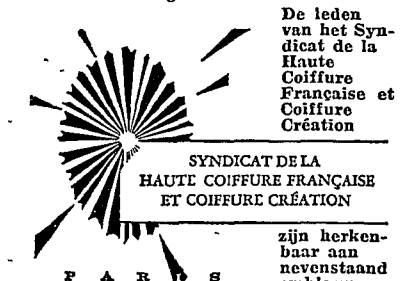 De leden
van het Syn-
dicat de la
Haute
Coiffure
Française et
Coiffure
Création
SYNDICAT DE LA
HAUTE COIFFURE FRANÇAISE
ET COIFFURE CRÉATION
zijn herken-
baar aan
nevenstaand
P A R I S